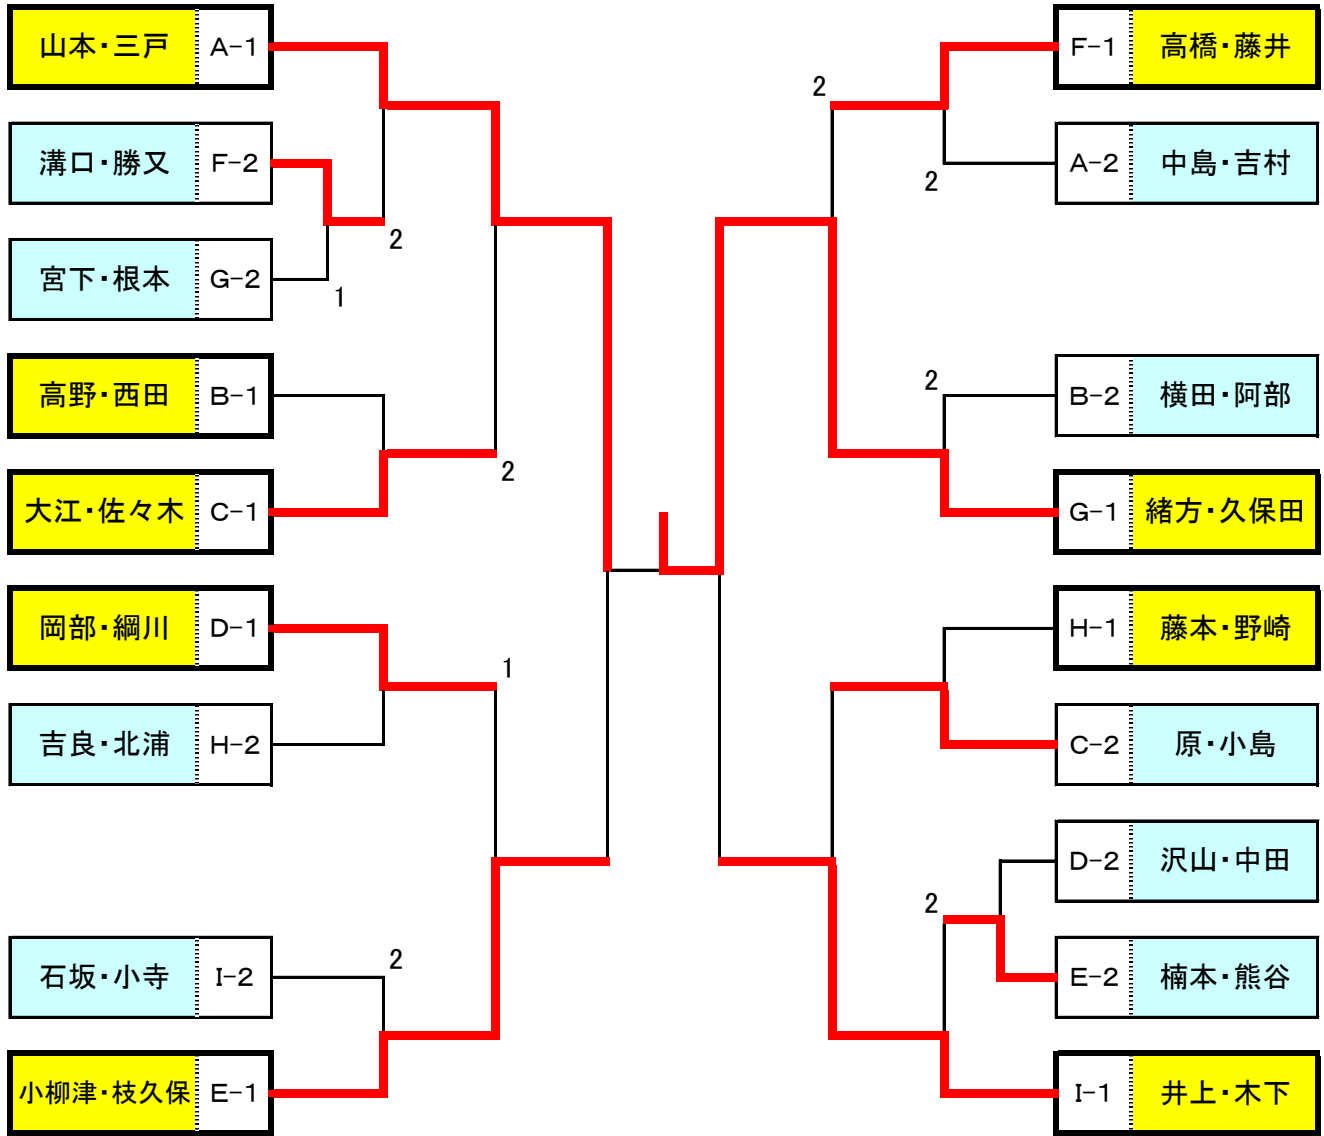 山本・三戸 A-1
溝口・勝又 F-2
2
宮下・根本 G-2
1
高野・西田 B-1
2
大江・佐々木 C-1
岡部・綱川 D-1
1
吉良・北浦 H-2
石坂・小寺 I-2
2
小柳津・枝久保 E-1
F-1 高橋・藤井
2
A-2 中島・吉村
2
B-2 横田・阿部
2
G-1 緒方・久保田
H-1 藤本・野崎
C-2 原・小島
D-2 沢山・中田
2
E-2 楠本・熊谷
I-1 井上・木下